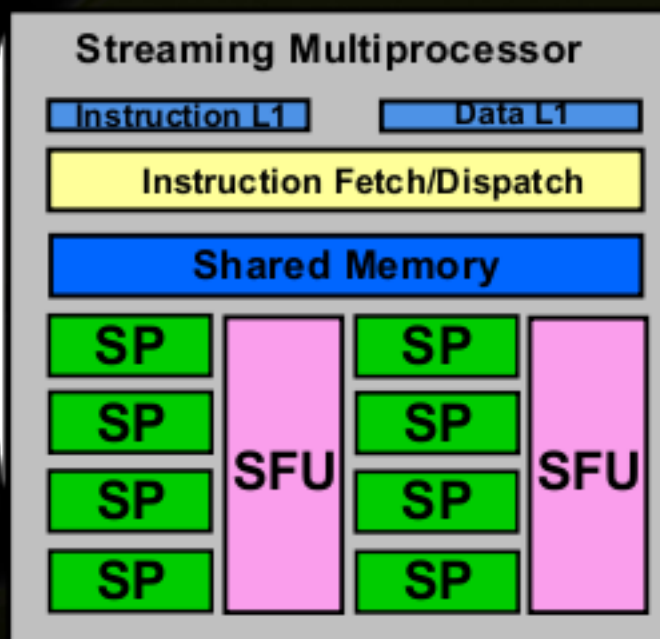 Streaming Multiprocessor
Instruction L1 Data L1
Instruction Fetch/Dispatch
Shared Memory
SP SP
SP SP
SFU SFU
SP SP
SP SP